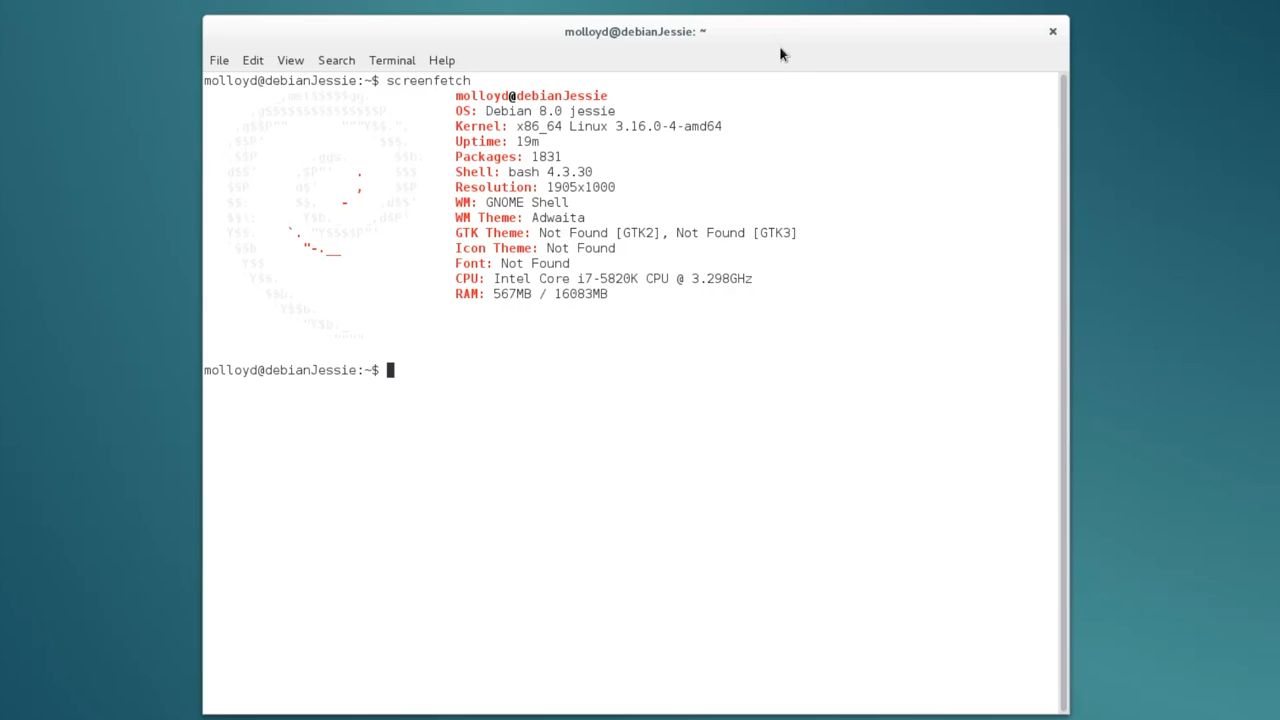 molloyd@debianJessie: ~
File Edit View Search Terminal Help
molloyd@debianJessie:~$ screenfetch
molloyd@debianJessie
OS: Debian 8.0 jessie
Kernel: x86_64 Linux 3.16.0-4-amd64
Uptime: 19m
Packages: 1831
Shell: bash 4.3.30
Resolution: 1905x1000
WM: GNOME Shell
WM Theme: Adwaita
GTK Theme: Not Found [GTK2], Not Found [GTK3]
Icon Theme: Not Found
Font: Not Found
CPU: Intel Core i7-5820K CPU @ 3.298GHz
RAM: 567MB / 16083MB
molloyd@debianJessie:~$